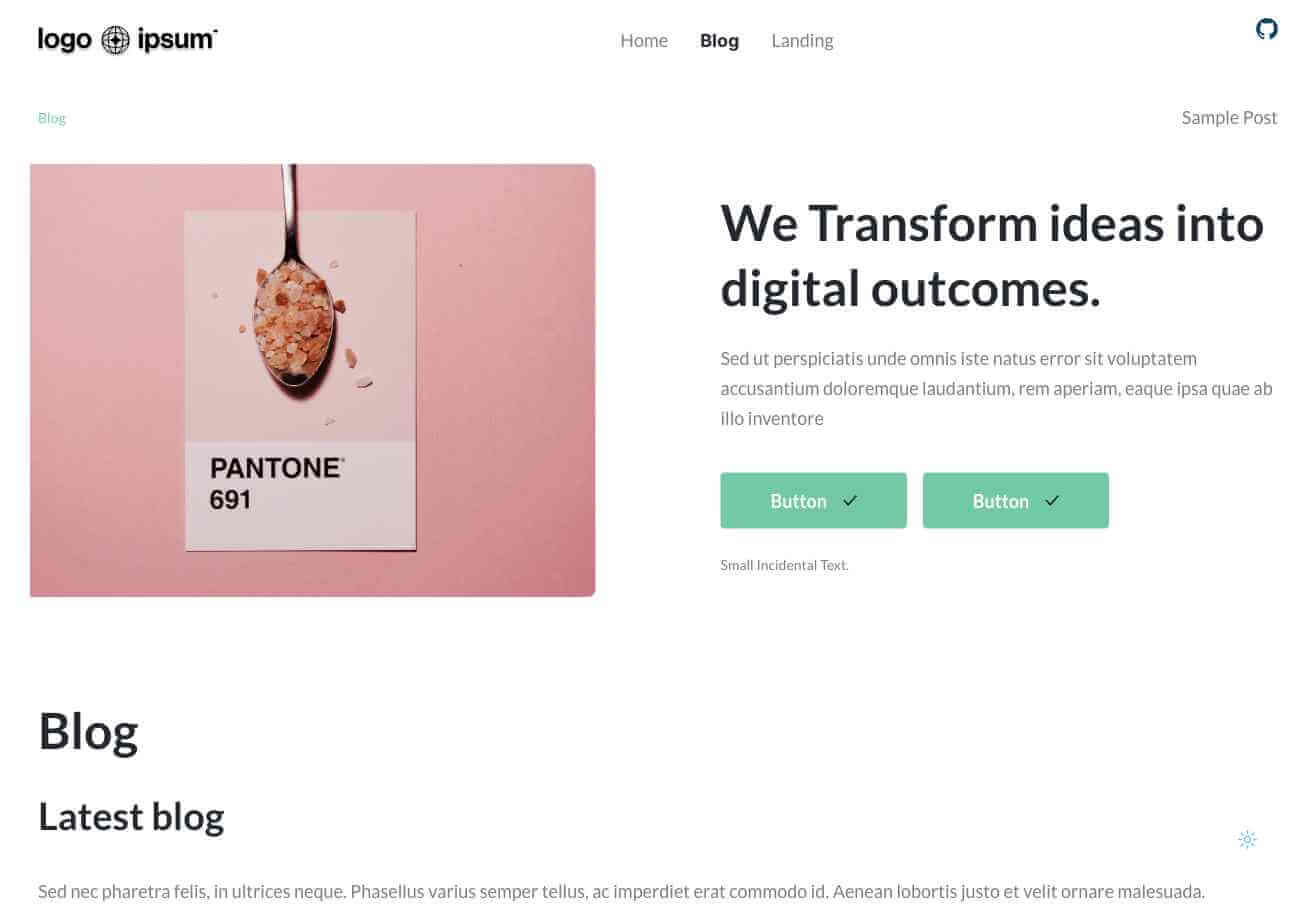 logo ipsum
Home Blog Landing
Blog
Sample Post
PANTONE®
691
We Transform ideas into
digital outcomes.
Sed ut perspiciatis unde omnis iste natus error sit voluptatem
accusantium doloremque laudantium, rem aperiam, eaque ipsa quae ab
illo inventore
Button Button
Small Incidental Text.
Blog
Latest blog
Sed nec pharetra felis, in ultrices neque. Phasellus varius semper tellus, ac imperdiet erat commodo id. Aenean lobortis justo et velit ornare malesuada.